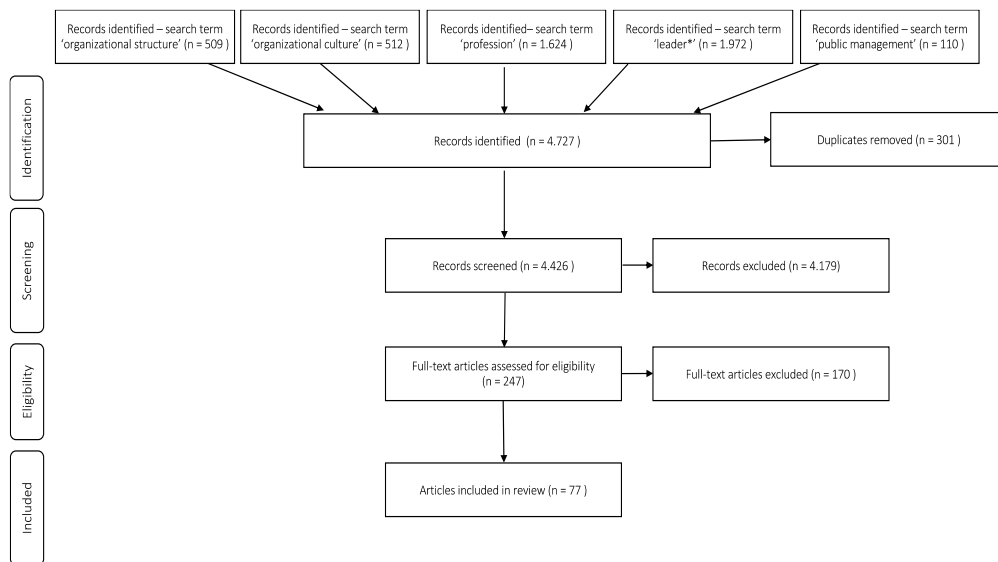 Records identified – search term
'organizational structure' (n = 509 )
Records identified – search term
'organizational culture' (n = 512 )
Records identified– search term
'profession' (n = 1.624 )
Records identified – search term
'leader*' (n = 1.972 )
Records identified – search term
'public management' (n = 110 )
Identification
Records identified (n = 4.727 )
Duplicates removed (n = 301 )
Screening
Records screened (n = 4.426 )
Records excluded (n = 4.179)
Eligibility
Full-text articles assessed for eligibility
(n = 247)
Full-text articles excluded (n = 170 )
Included
Articles included in review (n = 77 )